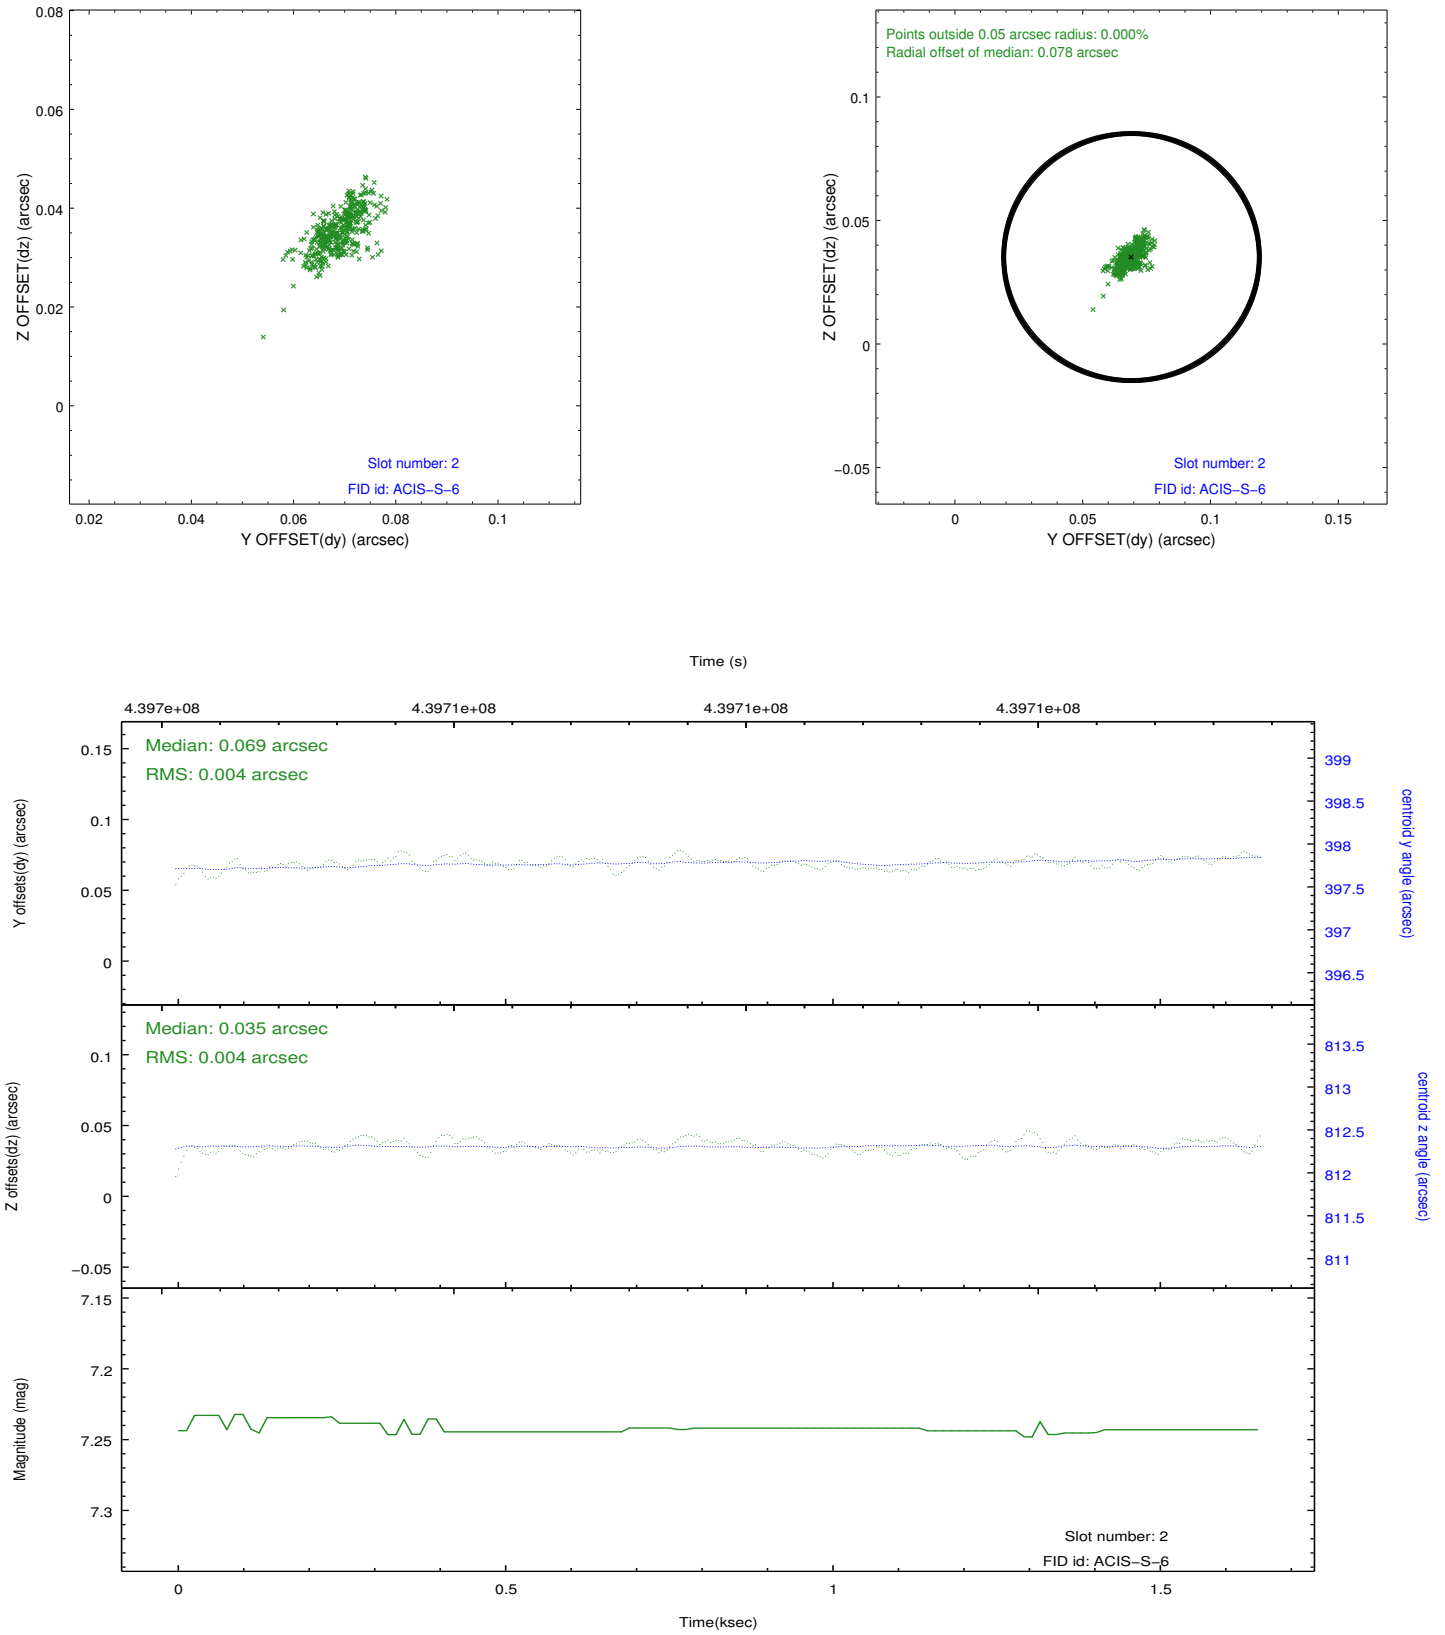 0.08
0.06
0.04
0.02
0
Z OFFSET(dz) (arcsec)
Slot number: 2
FID id: ACIS−S−6
0.02 0.04 0.06 0.08 0.1
Y OFFSET(dy) (arcsec)
Points outside 0.05 arcsec radius: 0.000%
Radial offset of median: 0.078 arcsec
0.1
0.05
0
−0.05
Z OFFSET(dz) (arcsec)
Slot number: 2
FID id: ACIS−S−6
0 0.05 0.1 0.15
Y OFFSET(dy) (arcsec)
Time (s)
4.397e+08 4.3971e+08 4.3971e+08 4.3971e+08
Median: 0.069 arcsec
RMS: 0.004 arcsec
0.15
0.1
0.05
0
Y offsets(dy) (arcsec)
399
398.5
398
397.5
397
396.5
centroid y angle (arcsec)
Median: 0.035 arcsec
RMS: 0.004 arcsec
0.1
0.05
0
−0.05
Z offsets(dz) (arcsec)
813.5
813
812.5
812
811.5
811
centroid z angle (arcsec)
7.15
7.2
7.25
7.3
Magnitude (mag)
Slot number: 2
FID id: ACIS−S−6
0 0.5 1 1.5
Time(ksec)